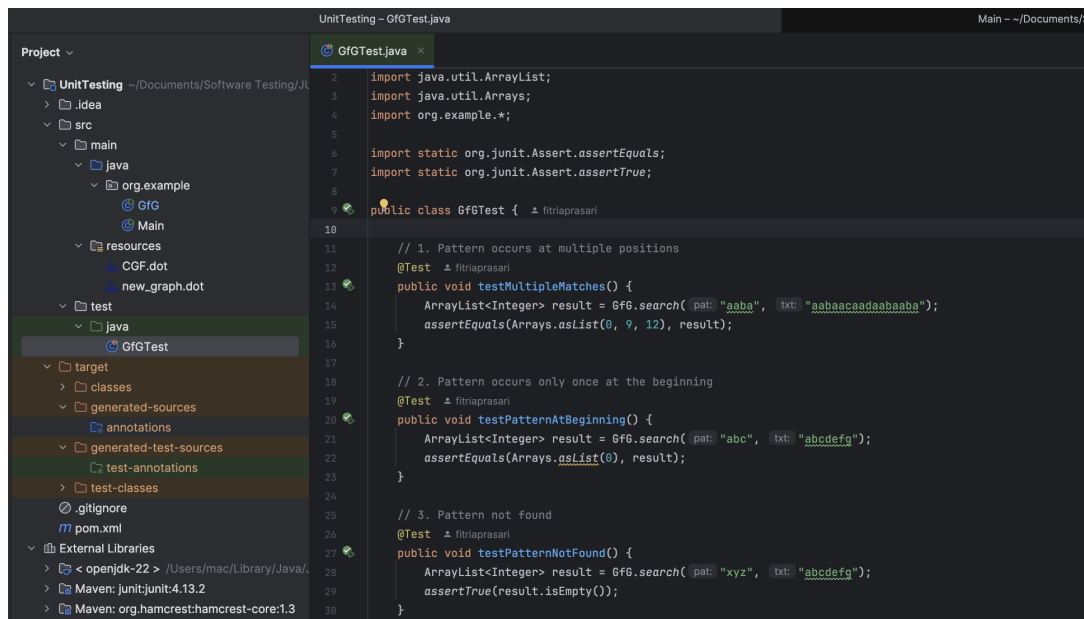 UnitTesting – GfGTest.java
Main – ~/Documents/
Project
UnitTesting ~/Documents/Software Testing/
.idea
src
main
java
org.example
GfG
Main
resources
CGF.dot
new_graph.dot
test
java
GfGTest
target
classes
generated-sources
annotations
generated-test-sources
test-annotations
test-classes
.gitignore
m pom.xml
External Libraries
< openjdk-22 > /Users/mac/Library/Java/
Maven: junit:junit:4.13.2
Maven: org.hamcrest:hamcrest-core:1.3
GfGTest.java ×
2 import java.util.ArrayList;
3 import java.util.Arrays;
4 import org.example.*;
5
6 import static org.junit.Assert.assertEquals;
7 import static org.junit.Assert.assertTrue;
8
9 public class GfGTest { fitriaprasari
10
11 // 1. Pattern occurs at multiple positions
12 @Test fitriaprasari
13 public void testMultipleMatches() {
14 ArrayList<Integer> result = GfG.search( pat: "aaba", txt: "aabaacaadaabaaba");
15 assertEquals(Arrays.asList(0, 9, 12), result);
16 }
17
18 // 2. Pattern occurs only once at the beginning
19 @Test fitriaprasari
20 public void testPatternAtBeginning() {
21 ArrayList<Integer> result = GfG.search( pat: "abc", txt: "abcdefg");
22 assertEquals(Arrays.asList(0), result);
23 }
24
25 // 3. Pattern not found
26 @Test fitriaprasari
27 public void testPatternNotFound() {
28 ArrayList<Integer> result = GfG.search( pat: "xyz", txt: "abcdefg");
29 assertTrue(result.isEmpty());
30 }